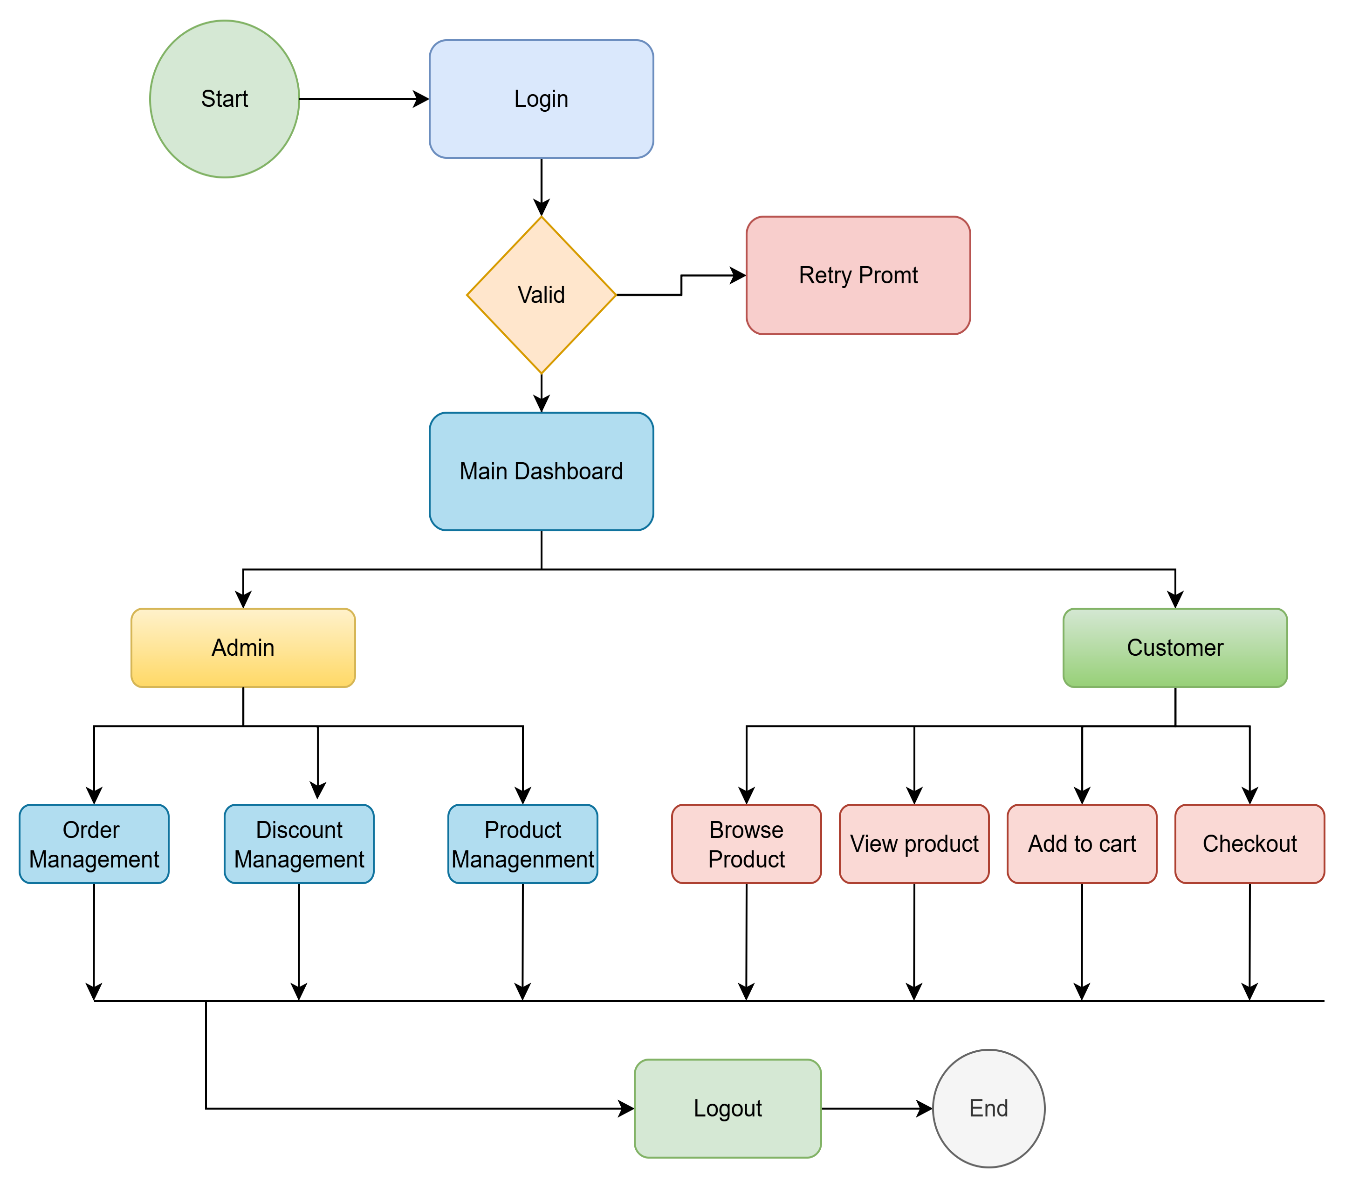 Start
Login
Valid
Retry Promt
Main Dashboard
Admin
Customer
Order
Management
Discount
Management
Product
Managenment
Browse
Product
View product
Add to cart
Checkout
Logout
End